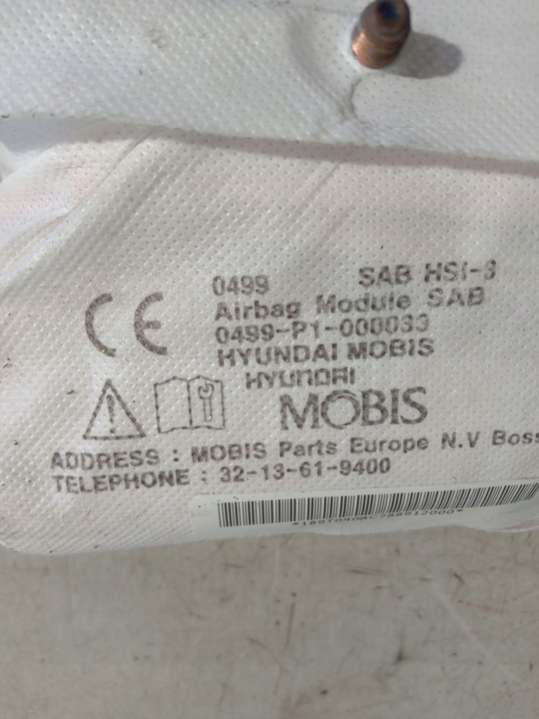 CE
0499 SAB HSI-3
Airbag Module SAB
0499-P1-000033
HYUNDAI MOBIS
HYUNDAI
MOBIS
ADDRESS : MOBIS Parts Europe N.V Boss
TELEPHONE : 32-13-61-9400